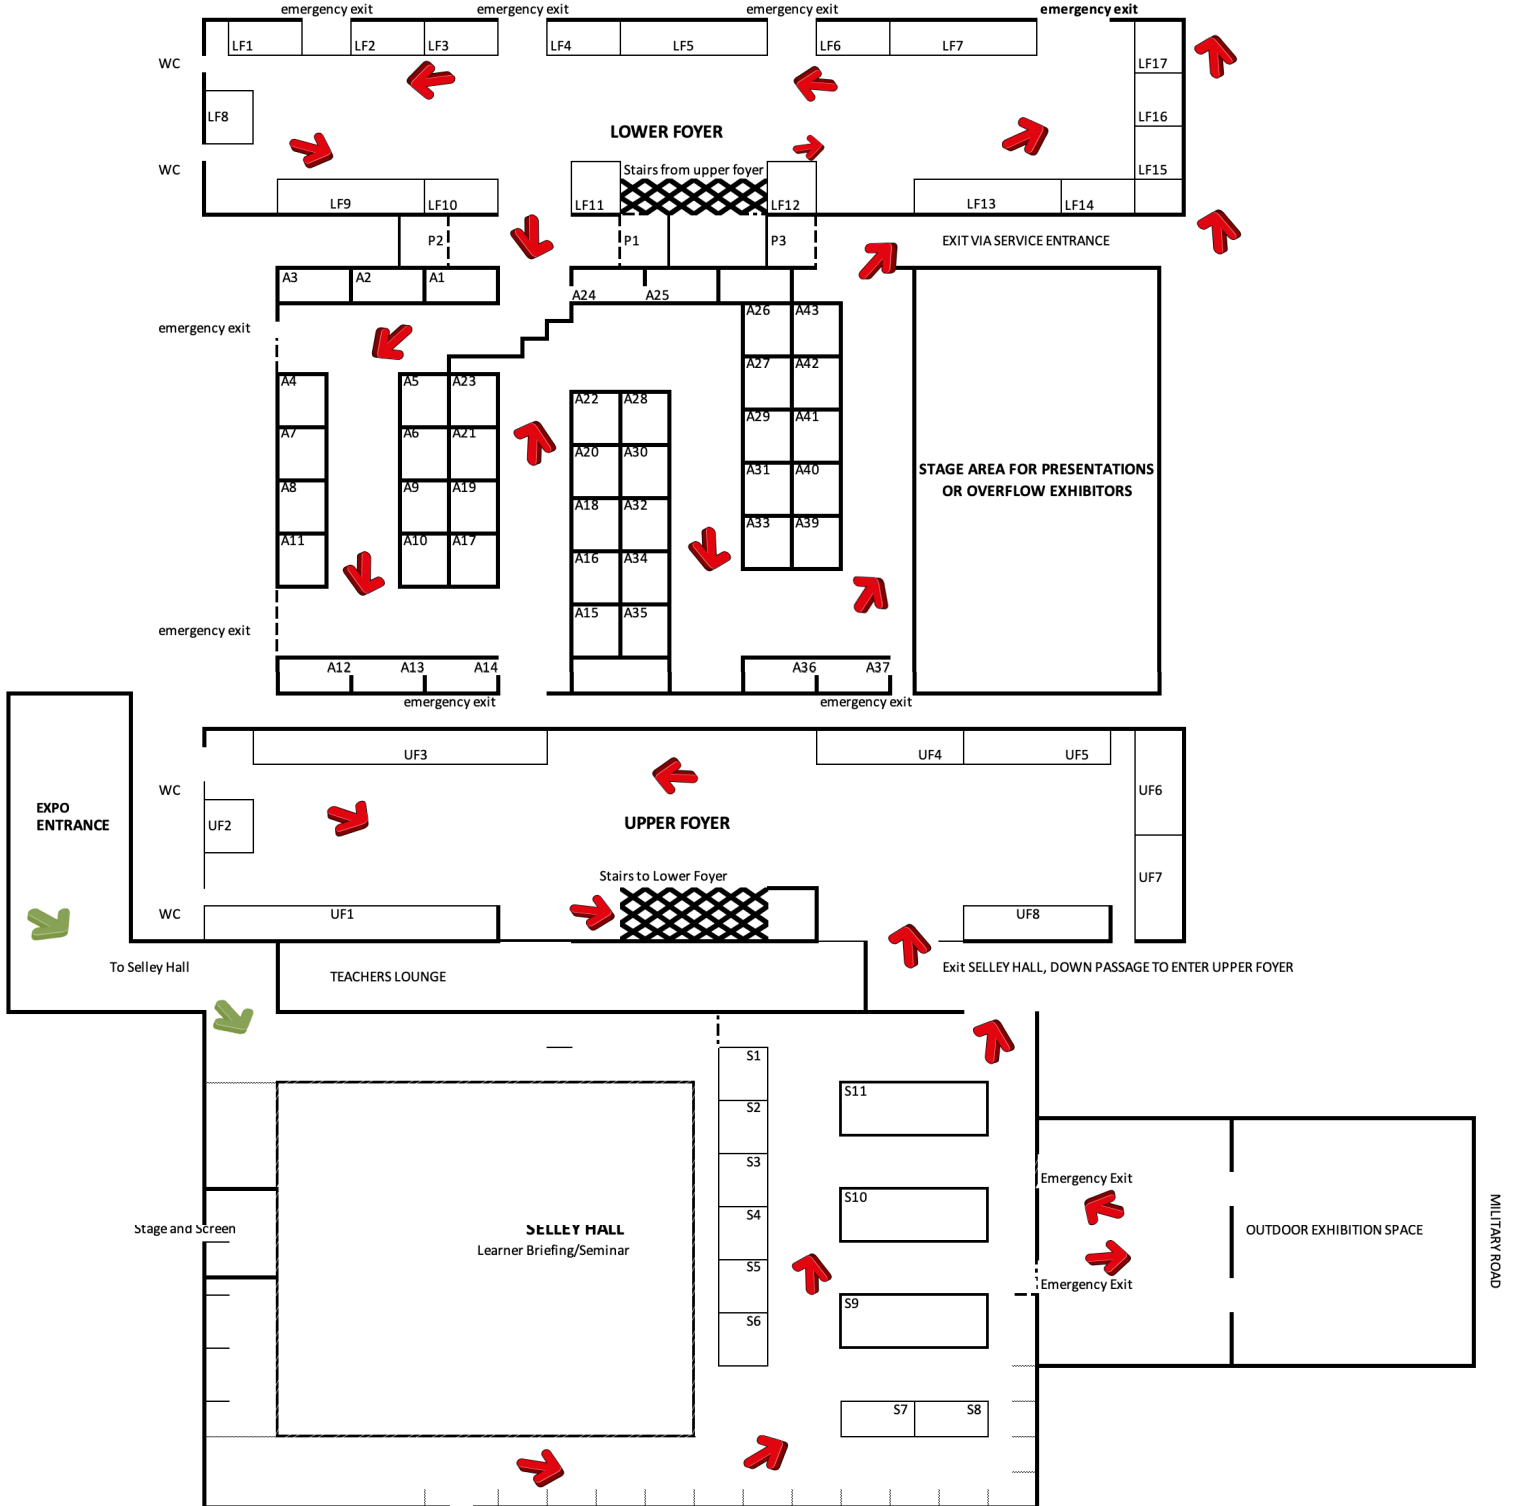 emergency exit
emergency exit
emergency exit
emergency exit
LF1
LF2
LF3
LF4
LF5
LF6
LF7
LF17
WC
LF8
LF16
LOWER FOYER
WC
Stairs from upper foyer
LF15
LF9
LF10
LF11
LF12
LF13
LF14
P2
P1
P3
EXIT VIA SERVICE ENTRANCE
A3
A2
A1
A24
A25
A26
A43
emergency exit
A27
A42
A4
A5
A23
A22
A28
A29
A41
A7
A6
A21
A20
A30
A31
A40
STAGE AREA FOR PRESENTATIONS
OR OVERFLOW EXHIBITORS
A8
A9
A19
A18
A32
A33
A39
A11
A10
A17
A16
A34
A15
A35
emergency exit
A12
A13
A14
A36
A37
emergency exit
emergency exit
UF3
UF4
UF5
WC
UF6
EXPO
ENTRANCE
UF2
UPPER FOYER
Stairs to Lower Foyer
UF7
WC
UF1
UF8
To Selley Hall
TEACHERS LOUNGE
Exit SELLEY HALL, DOWN PASSAGE TO ENTER UPPER FOYER
S1
S11
S2
S3
Emergency Exit
S10
S4
Stage and Screen
SELLEY HALL
Learner Briefing/Seminar
OUTDOOR EXHIBITION SPACE
MILITARY ROAD
S5
Emergency Exit
S9
S6
S7
S8